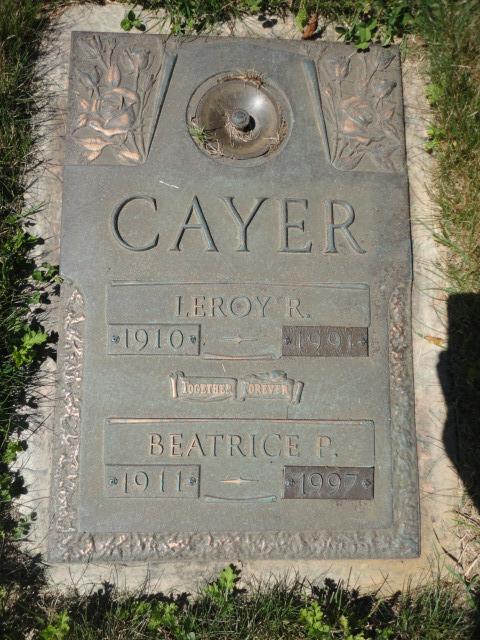 CAYER
LEROY R.
1910 1991
TOGETHER FOREVER
BEATRICE P.
1911 1997